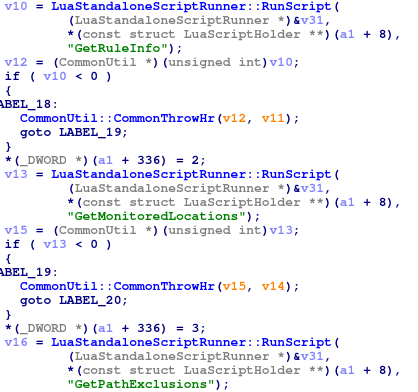 v10 = LuaStandaloneScriptRunner::RunScript(
(LuaStandaloneScriptRunner *)&v31,
*(const struct LuaScriptHolder **)(a1 + 8),
"GetRuleInfo");
v12 = (CommonUtil *)(unsigned int)v10;
if ( v10 < 0 )
{
ABEL_18:
CommonUtil::CommonThrowHr(v12, v11);
goto LABEL_19;
}
*(_DWORD *)(a1 + 336) = 2;
v13 = LuaStandaloneScriptRunner::RunScript(
(LuaStandaloneScriptRunner *)&v31,
*(const struct LuaScriptHolder **)(a1 + 8),
"GetMonitoredLocations");
v15 = (CommonUtil *)(unsigned int)v13;
if ( v13 < 0 )
{
ABEL_19:
CommonUtil::CommonThrowHr(v15, v14);
goto LABEL_20;
}
*(_DWORD *)(a1 + 336) = 3;
v16 = LuaStandaloneScriptRunner::RunScript(
(LuaStandaloneScriptRunner *)&v31,
*(const struct LuaScriptHolder **)(a1 + 8),
"GetPathExclusions");